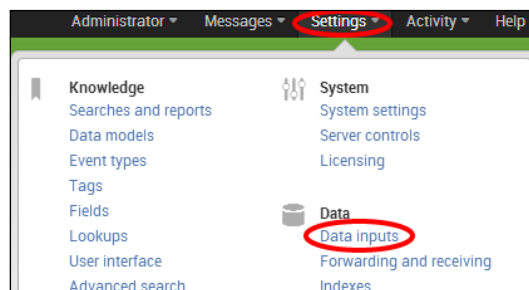 Administrator Messages Settings Activity Help
Knowledge
Searches and reports
Data models
Event types
Tags
Fields
Lookups
User interface
Advanced search
System
System settings
Server controls
Licensing
Data
Data inputs
Forwarding and receiving
Indexes